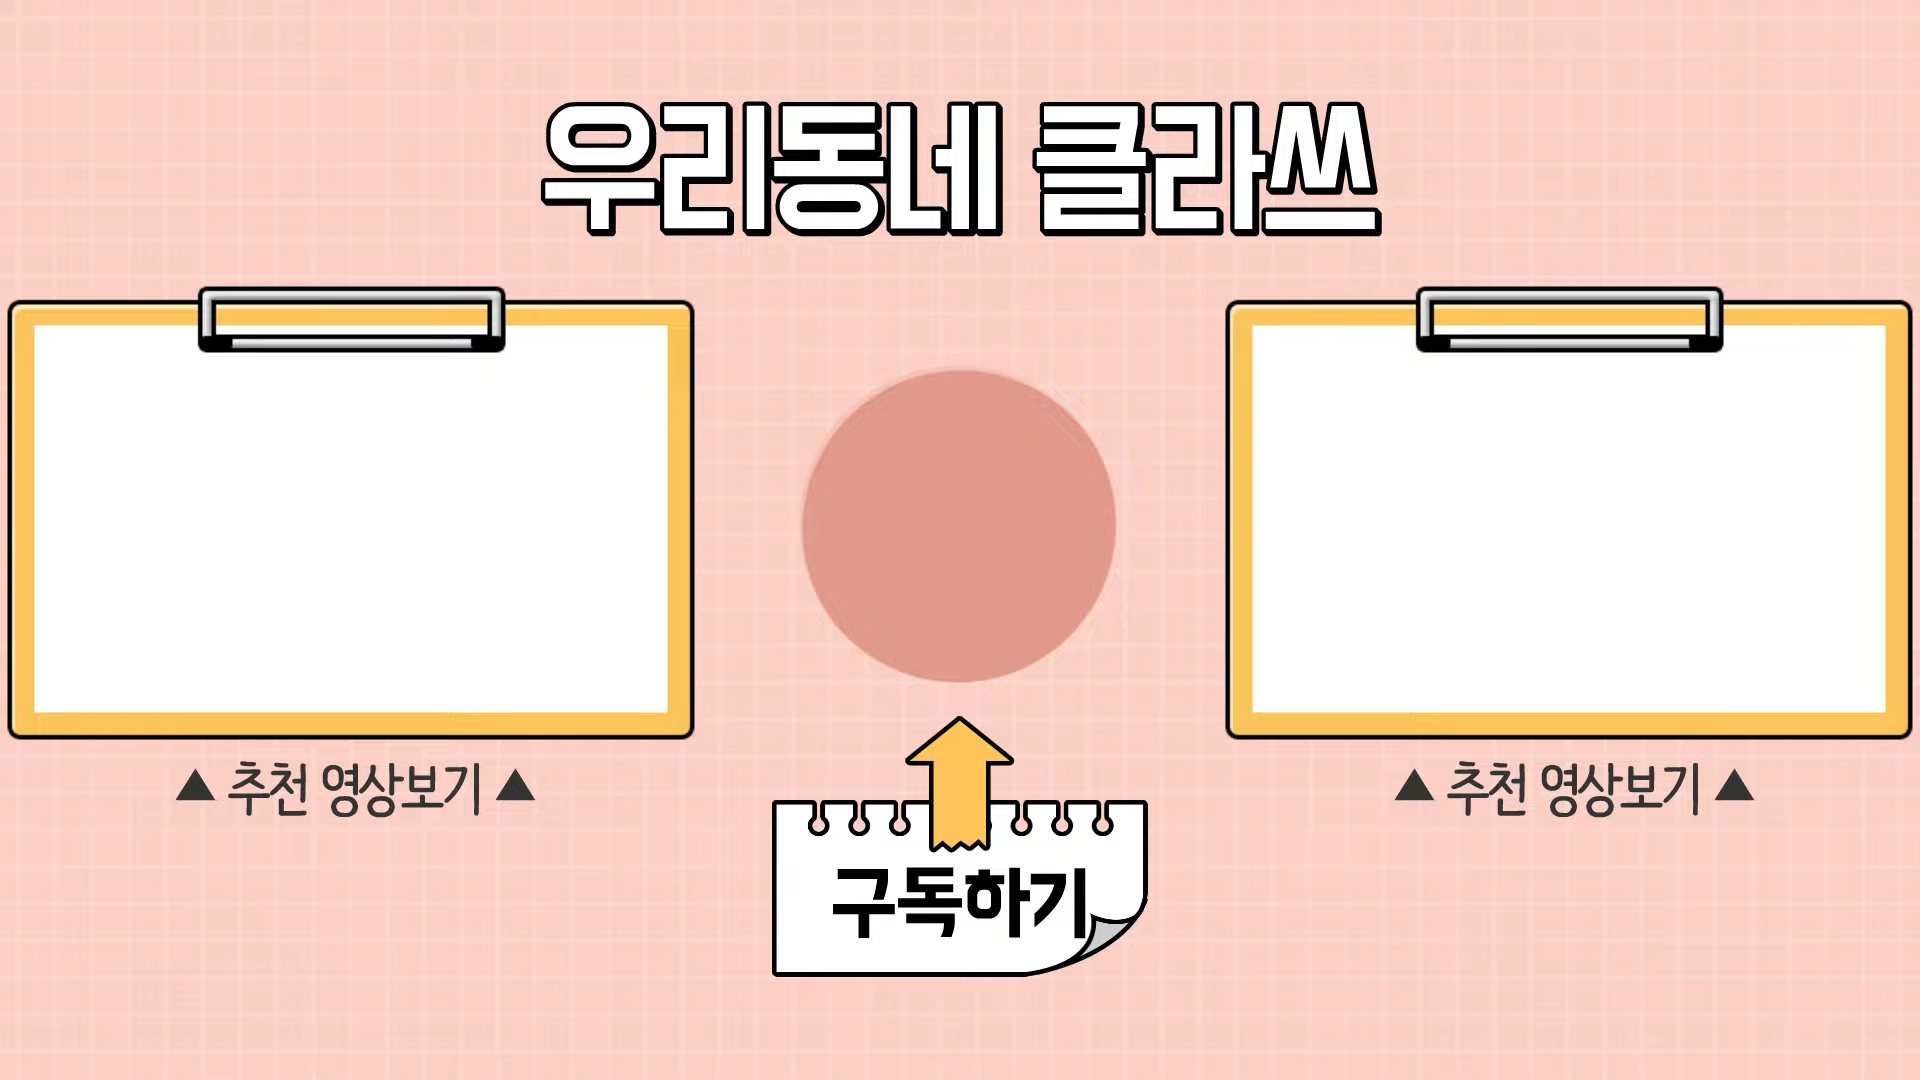 우리동네 클라쓰
▲ 추천 영상보기 ▲
▲ 추천 영상보기 ▲
구독하기